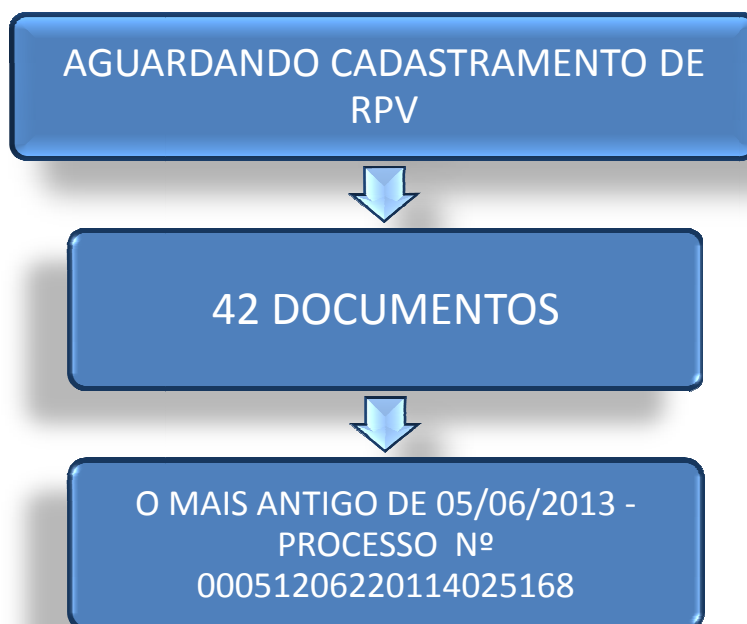 AGUARDANDO CADASTRAMENTO DE
RPV
42 DOCUMENTOS
O MAIS ANTIGO DE 05/06/2013 -
PROCESSO Nº
00051206220114025168